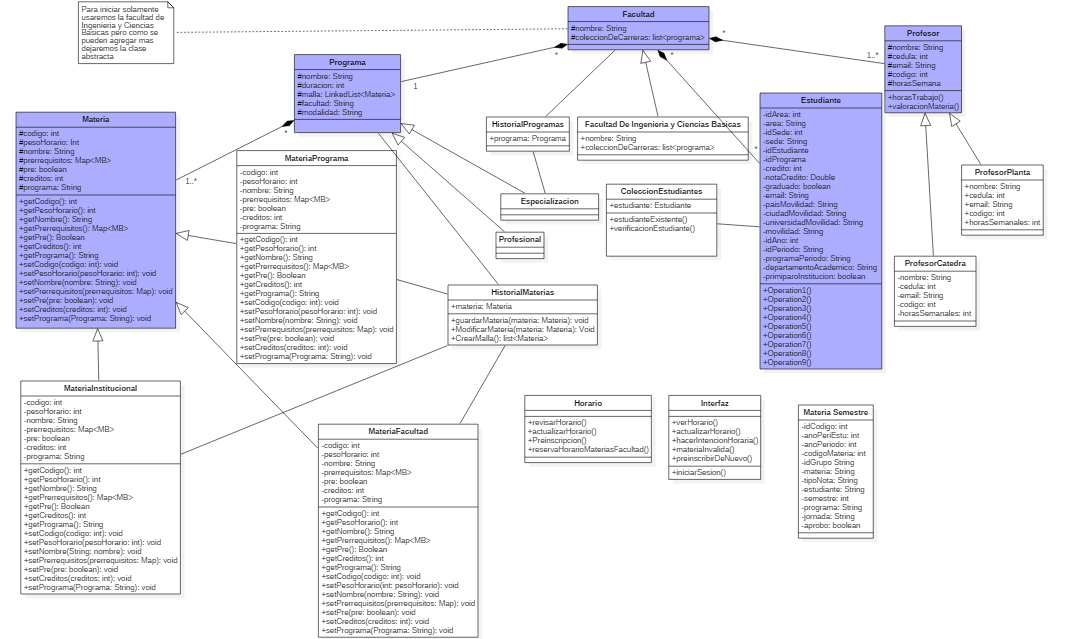 Para iniciar solamente
usaremos la facultad de
Ingenieria y Ciencias
Basicas pero como se
pueden agregar mas
dejaremos la clase
abstracta
Facultad
#nombre: String
#coleccionDeCarreras: list<programa>
*
*
*
1..*
Profesor
#nombre: String
#cedula: int
#email: String
#codigo: int
#horasSemana
+horasTrabajo()
+valoracionMateria()
Programa
#nombre: String
#duracion: int
#malla: LinkedList<Materia>
#facultad: String
#modalidad: String
1
*
1..*
Materia
#codigo: int
#pesoHorario: Int
#nombre: String
#prerrequisitos: Map<MB>
#pre: boolean
#creditos: int
#programa: String
+getCodigo(): int
+getPesoHorario(): int
+getNombre(): String
+getPrerrequisitos(): Map<MB>
+getPre(): Boolean
+getCreditos(): int
+getPrograma(): String
+setCodigo(codigo: int): void
+setPesoHorario(pesoHorario: int): void
+setNombre(nombre: String): void
+setPrerrequisitos(prerrequisitos: Map): void
+setPre(pre: boolean): void
+setCreditos(creditos: int): void
+setPrograma(Programa: String): void
MateriaPrograma
-codigo: int
-pesoHorario: int
-nombre: String
-prerrequisitos: Map<MB>
-pre: boolean
-creditos: int
-programa: String
+getCodigo(): int
+getPesoHorario(): int
+getNombre(): String
+getPrerrequisitos(): Map<MB>
+getPre(): Boolean
+getCreditos(): int
+getPrograma(): String
+setCodigo(codigo: int): void
+setPesoHorario(pesoHorario: int): void
+setNombre(nombre: String): void
+setPrerrequisitos(prerrequisitos: Map): void
+setPre(pre: boolean): void
+setCreditos(creditos: int): void
+setPrograma(Programa: String): void
HistorialProgramas
+programa: Programa
Facultad De Ingenieria y Ciencias Basicas
+nombre: String
+coleccionDeCarreras: list<programa>
*
Estudiante
-idArea: int
-area: String
-idSede: int
-sede: String
-idEstudiante
-idPrograma
-credito: int
-notaCredito: Double
-graduado: boolean
-email: String
-paisMovilidad: String
-ciudadMovilidad: String
-universidadMovilidad: String
-movilidad: String
-idAno: int
-idPeriodo: String
-programaPeriodo: String
-departamentoAcademico: String
-primiparoInstitucion: boolean
+Operation1()
+Operation2()
+Operation3()
+Operation4()
+Operation5()
+Operation6()
+Operation7()
+Operation8()
+Operation9()
ProfesorPlanta
+nombre: String
+cedula: int
+email: String
+codigo: int
+horasSemanales: int
ProfesorCatedra
-nombre: String
-cedula: int
-email: String
-codigo: int
-horasSemanales: int
Especializacion
Profesional
ColeccionEstudiantes
+estudiante: Estudiante
+estudianteExistente()
+verificacionEstudiante()
HistorialMaterias
+materia: Materia
+guardarMateria(materia: Materia): void
+ModificarMateria(materia: Materia): Void
+CrearMalla(): list<Materia>
MateriaInstitucional
-codigo: int
-pesoHorario: int
-nombre: String
-prerrequisitos: Map<MB>
-pre: boolean
-creditos: int
-programa: String
+getCodigo(): int
+getPesoHorario(): int
+getNombre(): String
+getPrerrequisitos(): Map<MB>
+getPre(): Boolean
+getCreditos(): int
+getPrograma(): String
+setCodigo(codigo: int): void
+setPesoHorario(pesoHorario: int): void
+setNombre(String: nombre): void
+setPrerrequisitos(prerrequisitos: Map): void
+setPre(pre: boolean): void
+setCreditos(creditos: int): void
+setPrograma(Programa: String): void
MateriaFacultad
-codigo: int
-pesoHorario: int
-nombre: String
-prerrequisitos: Map<MB>
-pre: boolean
-creditos: int
-programa: String
+getCodigo(): int
+getPesoHorario(): int
+getNombre(): String
+getPrerrequisitos(): Map<MB>
+getPre(): Boolean
+getCreditos(): int
+getPrograma(): String
+setCodigo(codigo: int): void
+setPesoHorario(int: pesoHorario): void
+setNombre(nombre: String): void
+setPrerrequisitos(prerrequisitos: Map): void
+setPre(pre: boolean): void
+setCreditos(creditos: int): void
+setPrograma(Programa: String): void
Horario
+revisarHorario()
+actualizarHorario()
+Preinscripcion()
+reservaHorarioMateriasFacultad()
Interfaz
+verHorario()
+actualizarHorario()
+hacerIntencionHoraria()
+materiaInvalida()
+preinscribirDeNuevo()
+iniciarSesion()
Materia Semestre
-idCodigo: int
-anoPeriEstu: int
-anoPeriodo: int
-codigoMateria: int
-idGrupo String
-materia: String
-tipoNota: String
-estudiante: String
-semestre: int
-programa: String
-jornada: String
-aprobo: boolean